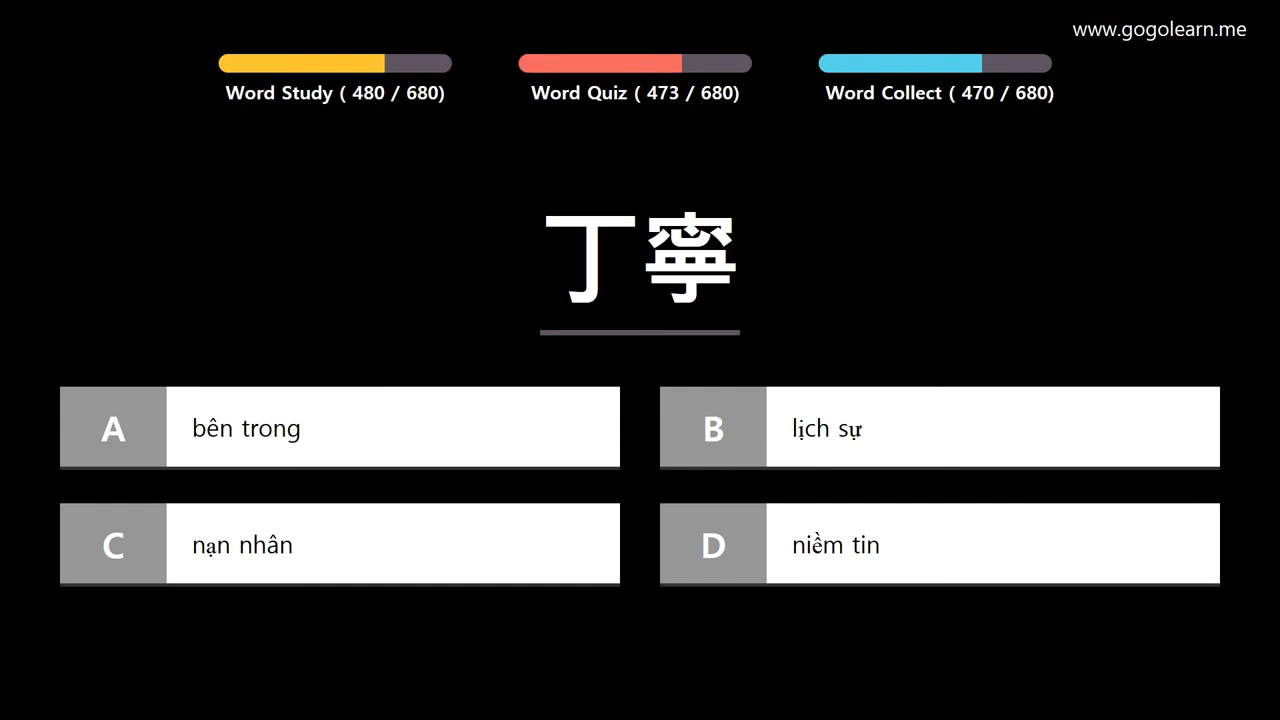 www.gogolearn.me
Word Study ( 480 / 680)
Word Quiz ( 473 / 680)
Word Collect ( 470 / 680)
丁寧
A bên trong
B lịch sự
C nạn nhân
D niềm tin